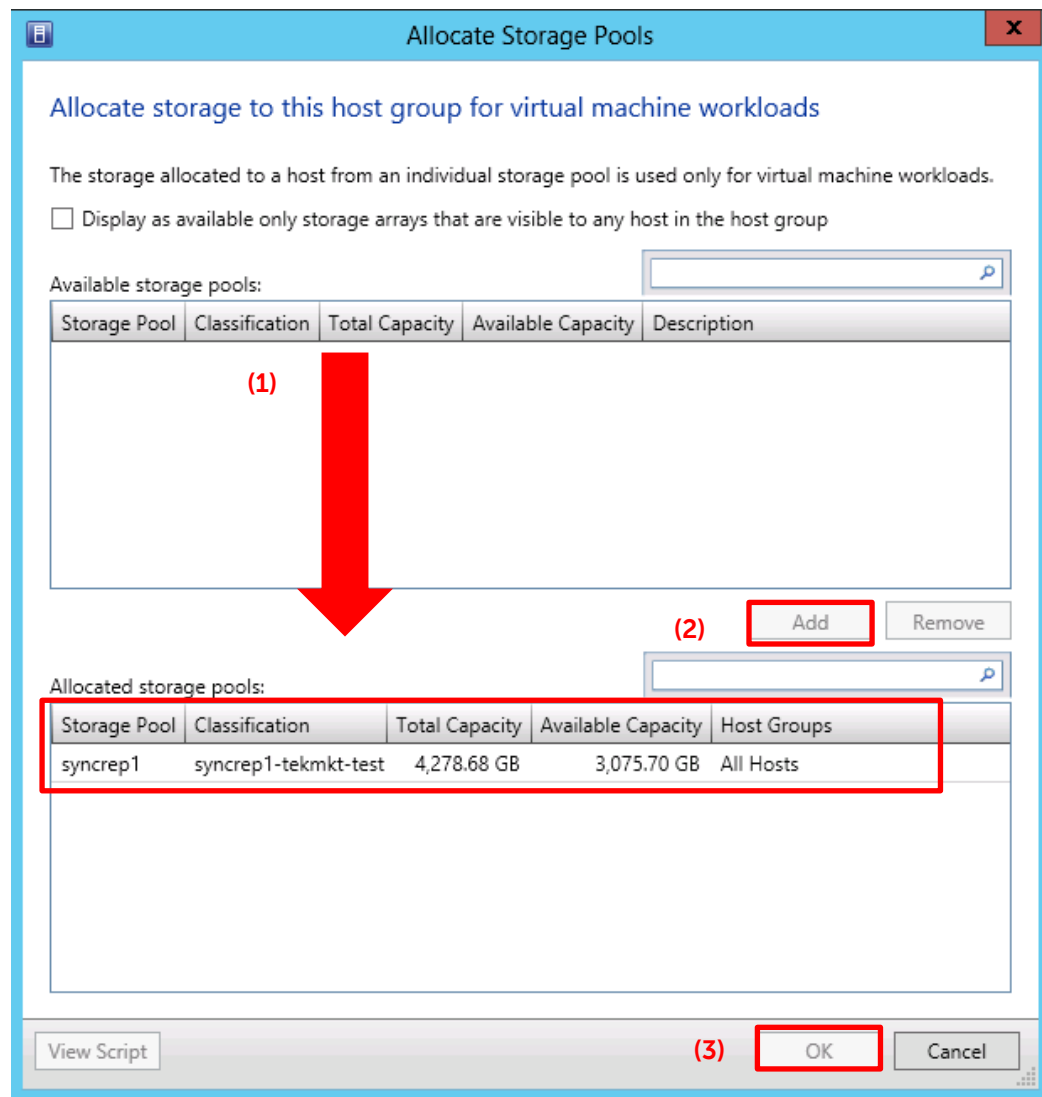 Allocate Storage Pools
x
Allocate storage to this host group for virtual machine workloads
The storage allocated to a host from an individual storage pool is used only for virtual machine workloads.
Display as available only storage arrays that are visible to any host in the host group
Available storage pools:
Storage Pool Classification Total Capacity Available Capacity Description
(1)
(2) Add Remove
Allocated storage pools:
Storage Pool Classification Total Capacity Available Capacity Host Groups
syncrep1 syncrep1-tekmkt-test 4,278.68 GB 3,075.70 GB All Hosts
View Script (3) OK Cancel